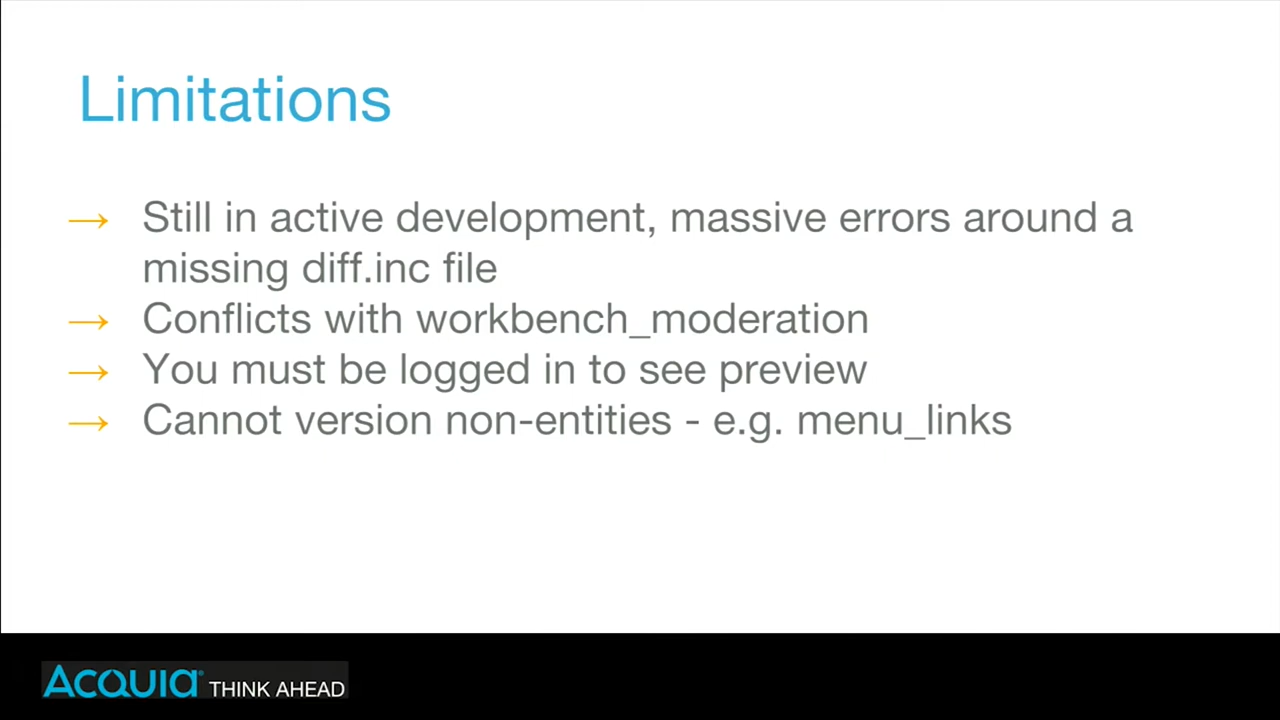 Limitations
→ Still in active development, massive errors around a
missing diff.inc file
→ Conflicts with workbench_moderation
→ You must be logged in to see preview
→ Cannot version non-entities - e.g. menu_links
ACQUIA® THINK AHEAD